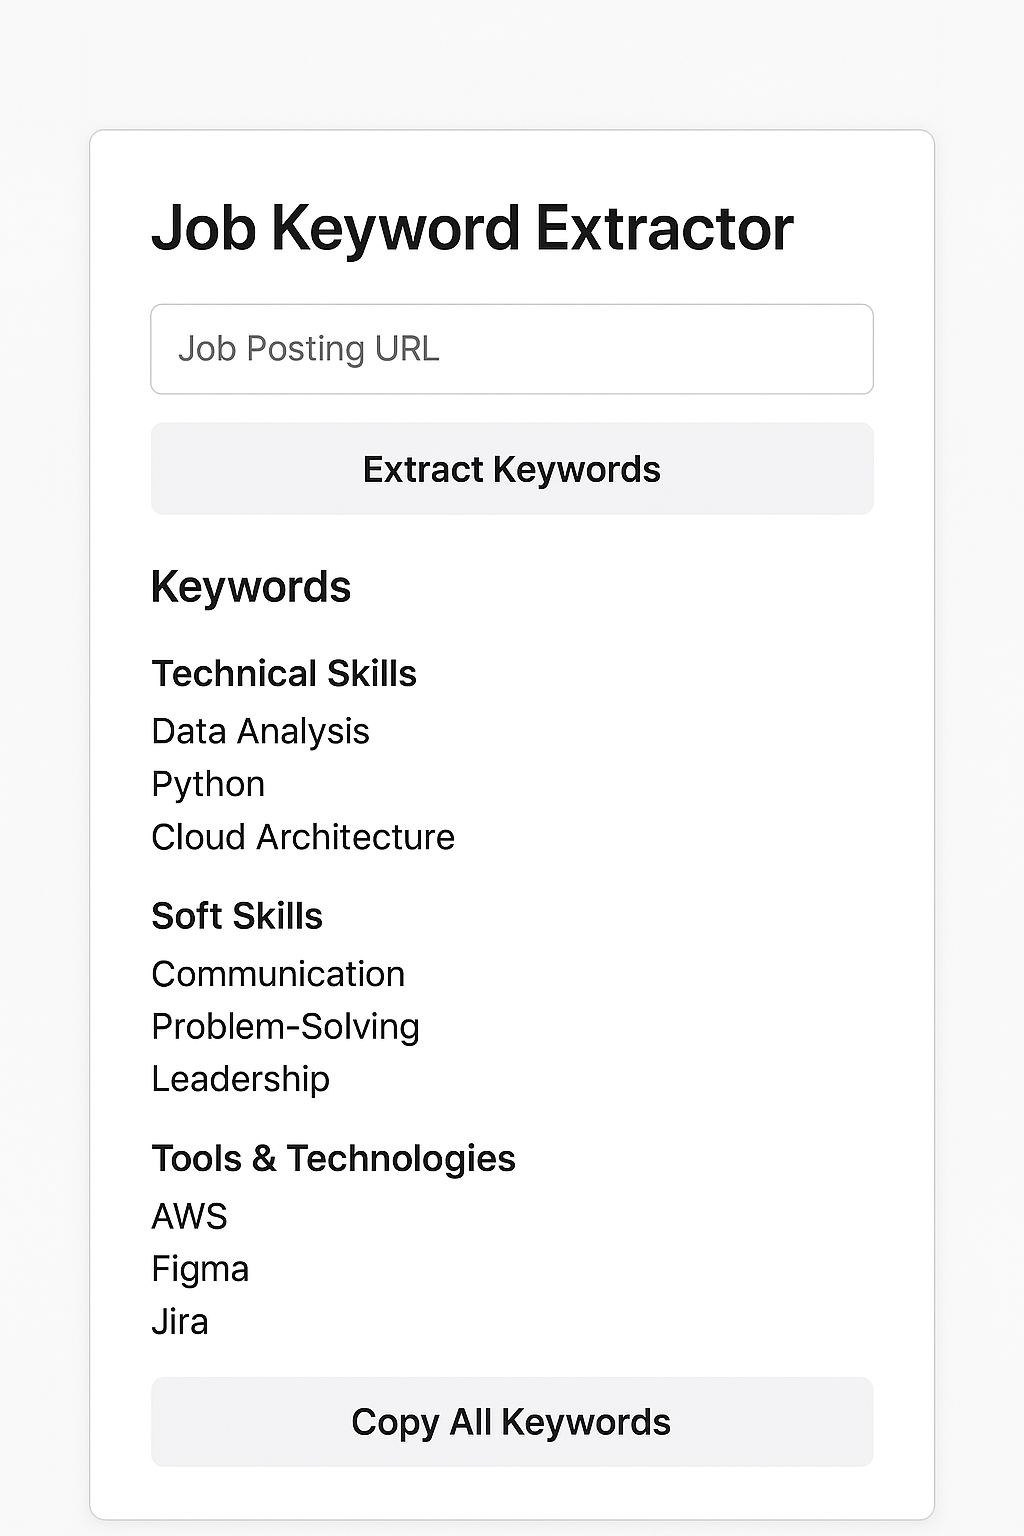 Job Keyword Extractor
Job Posting URL
Extract Keywords
Keywords
Technical Skills
Data Analysis
Python
Cloud Architecture
Soft Skills
Communication
Problem-Solving
Leadership
Tools & Technologies
AWS
Figma
Jira
Copy All Keywords